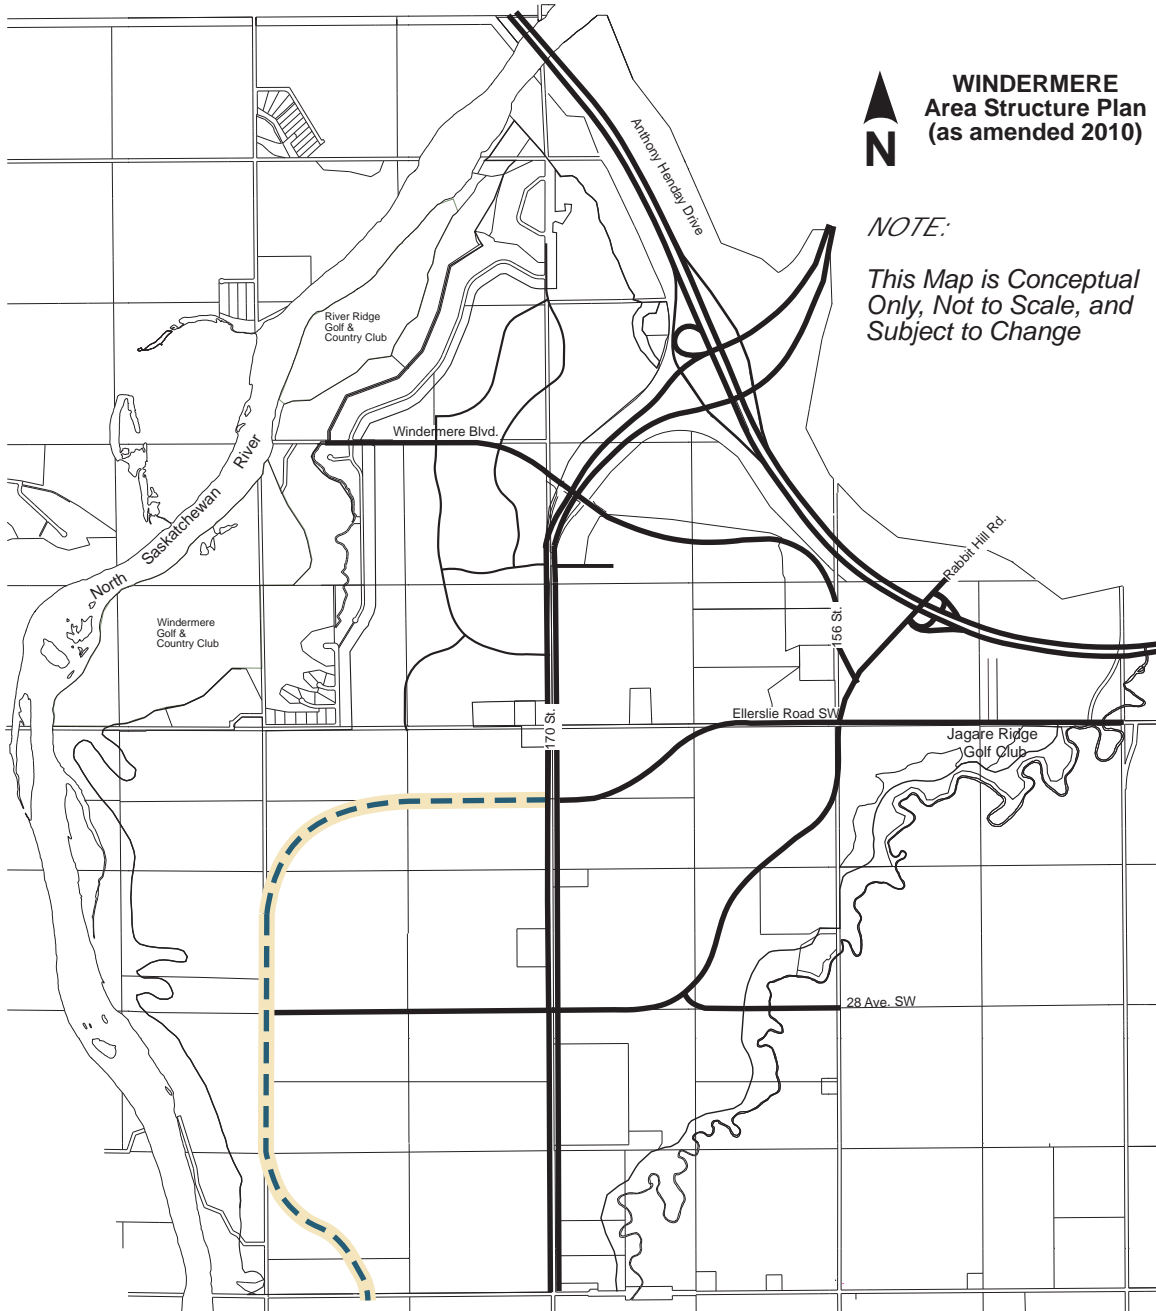 WINDERMERE
Area Structure Plan
(as amended 2010)
N
NOTE:
This Map is Conceptual
Only, Not to Scale, and
Subject to Change
Anthony Henday Drive
River Ridge
Golf &
Country Club
Windermere Blvd.
North Saskatchewan River
Rabbit Hill Rd.
Windermere
Golf &
Country Club
156 St.
170 St.
Ellerslie Road SW
Jagare Ridge
Golf Club
28 Ave. SW